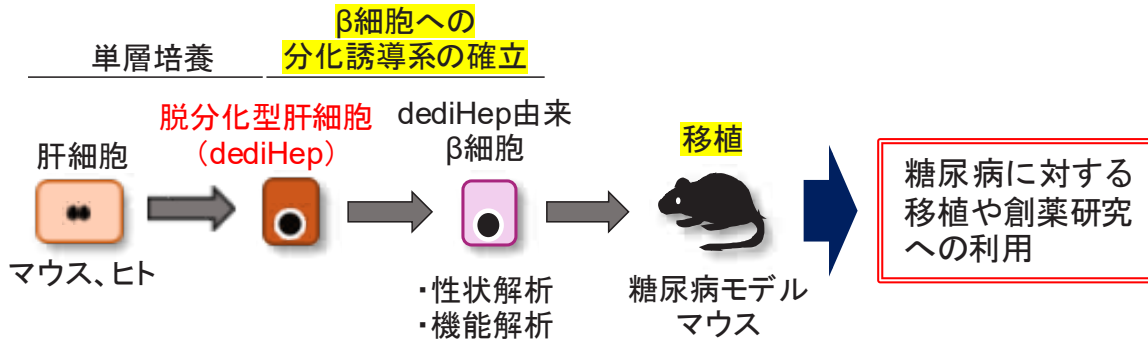 単層培養
β細胞への
分化誘導系の確立
肝細胞
マウス、ヒト
脱分化型肝細胞
（dediHep）
dediHep由来
β細胞
・性状解析
・機能解析
移植
糖尿病モデル
マウス
糖尿病に対する
移植や創薬研究
への利用